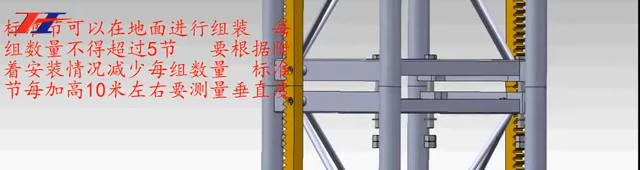 标准节可以在地面进行组装 每
组数量不得超过5节 要根据附
着安装情况减少每组数量 标准
节每加高10米左右要测量垂直度